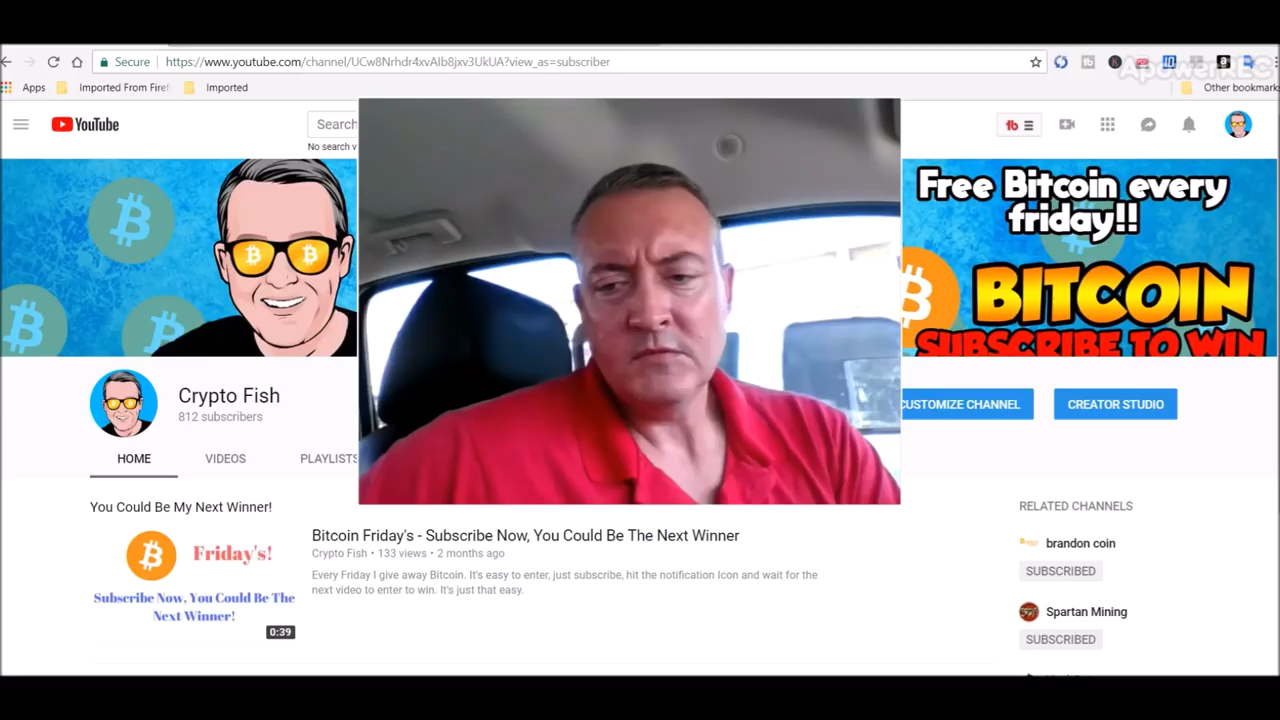 Secure
https://www.youtube.com/channel/UCw8Nrhdr4xvAIb8jxv3UkUA?view_as=subscriber
ApowerREC
Apps
Imported From Firef
Imported
Other bookmark
YouTube
Search
No search v
Free Bitcoin every
friday!!
BITCOIN
SUBSCRIBE TO WIN
Crypto Fish
812 subscribers
CUSTOMIZE CHANNEL
CREATOR STUDIO
HOME
VIDEOS
PLAYLISTS
You Could Be My Next Winner!
Friday's!
Subscribe Now, You Could Be The
Next Winner!
0:39
Bitcoin Friday's - Subscribe Now, You Could Be The Next Winner
Crypto Fish • 133 views • 2 months ago
Every Friday I give away Bitcoin. It's easy to enter, just subscribe, hit the notification Icon and wait for the
next video to enter to win. It's just that easy.
RELATED CHANNELS
brandon coin
SUBSCRIBED
Spartan Mining
SUBSCRIBED